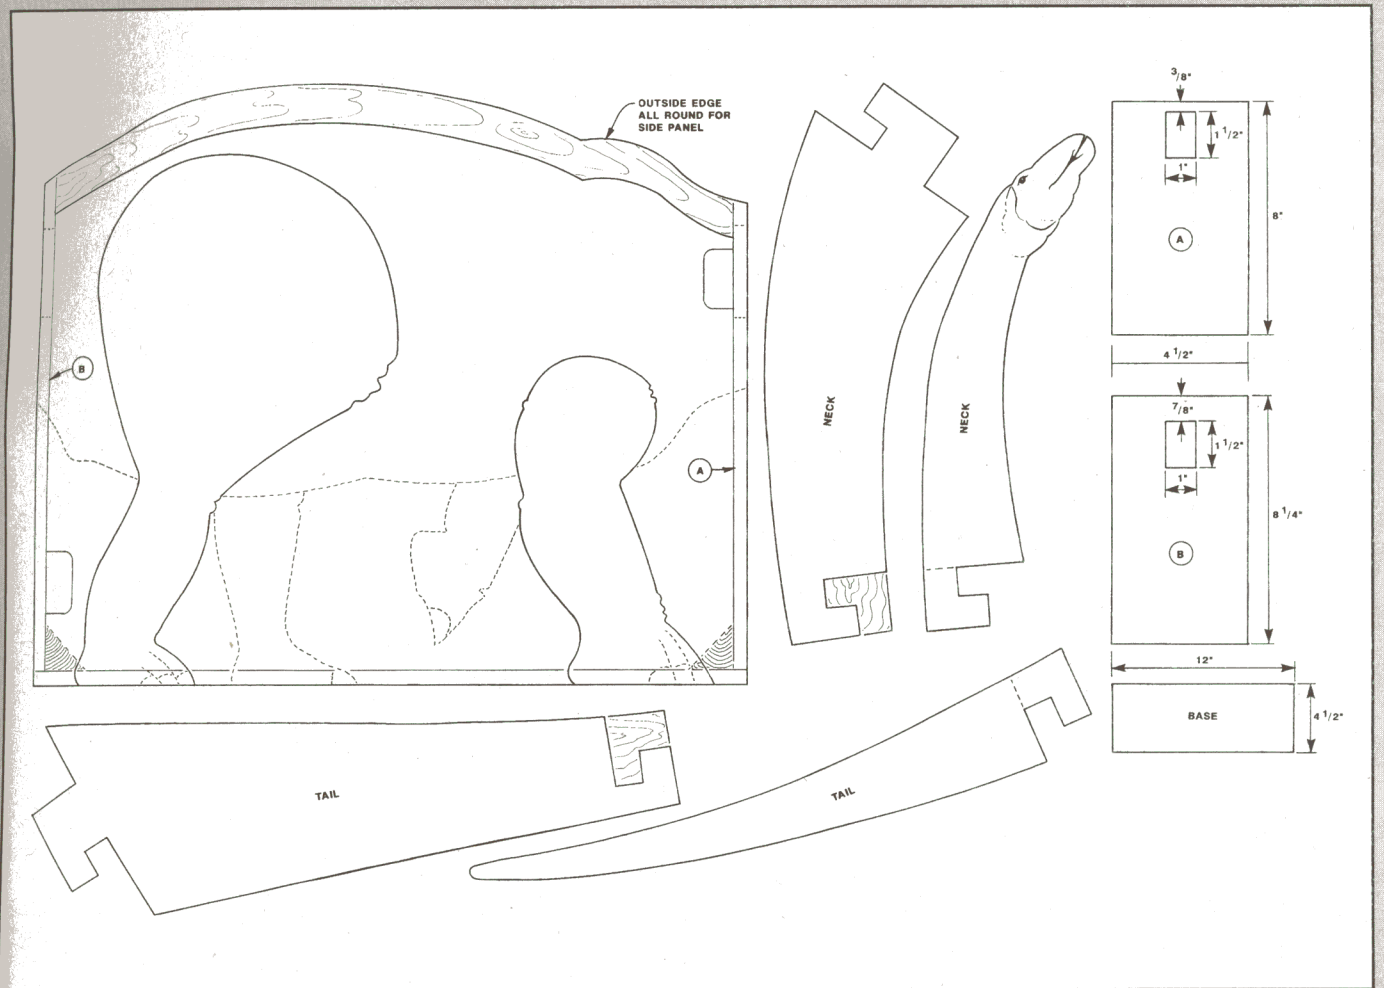 OUTSIDE EDGE
ALL ROUND FOR
SIDE PANEL
B
A
NECK
NECK
TAIL
TAIL
3/8"
1 1/2"
1"
8"
A
4 1/2"
7/8"
1 1/2"
1"
8 1/4"
B
12"
BASE
4 1/2"